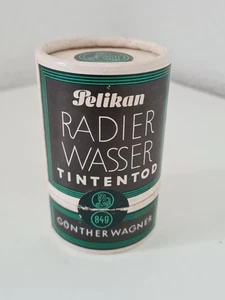 Pelikan
RADIER
WASSER
TINTENTOD
849
GÜNTHER WAGNER